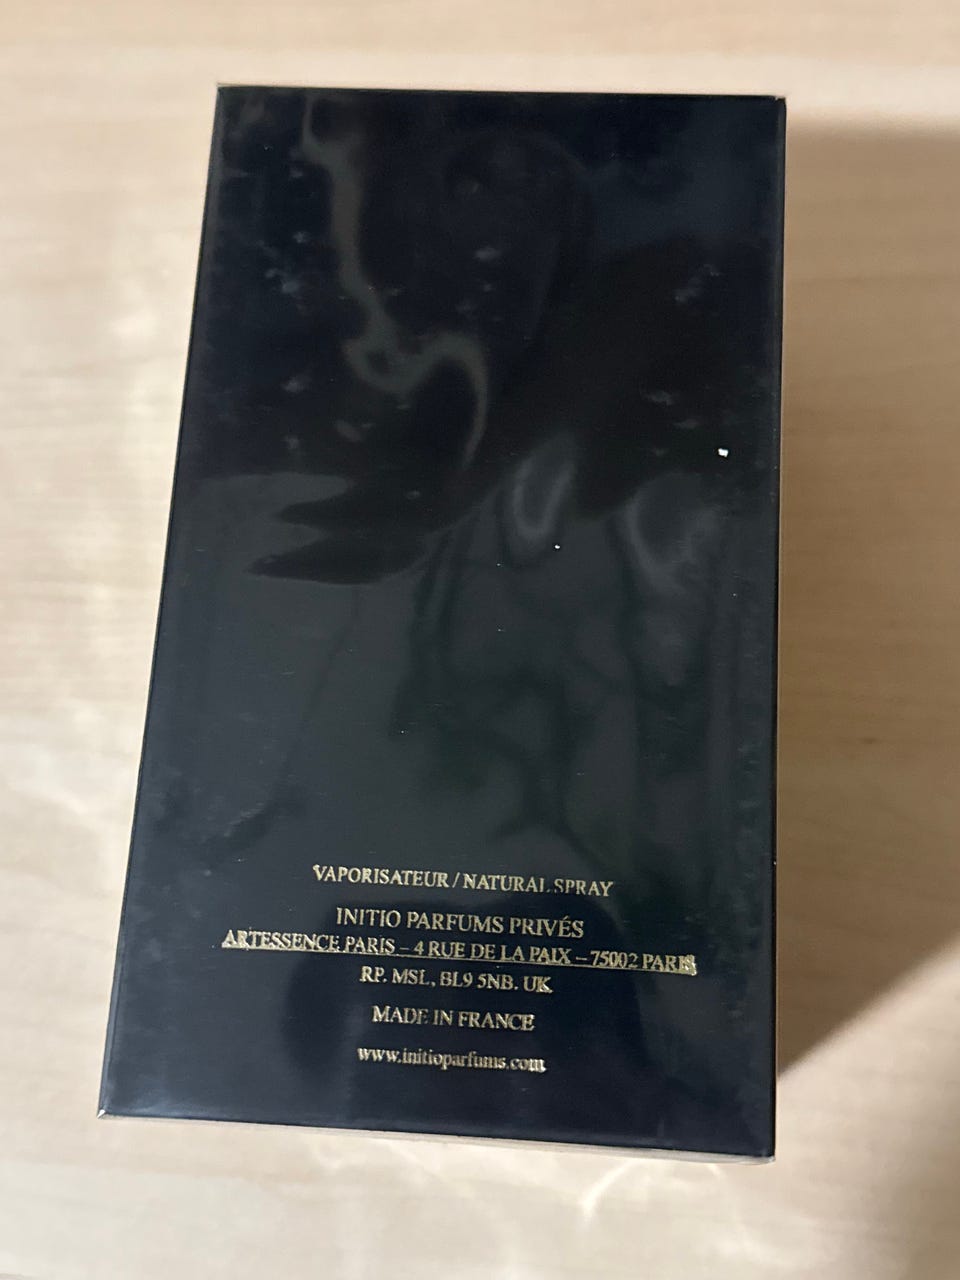 VAPORISATEUR / NATURAL SPRAY
INITIO PARFUMS PRIVÉS
ARTESSENCE PARIS – 4 RUE DE LA PAIX – 75002 PARIS
RP. MSL, BL9 5NB. UK
MADE IN FRANCE
www.initioparfums.com